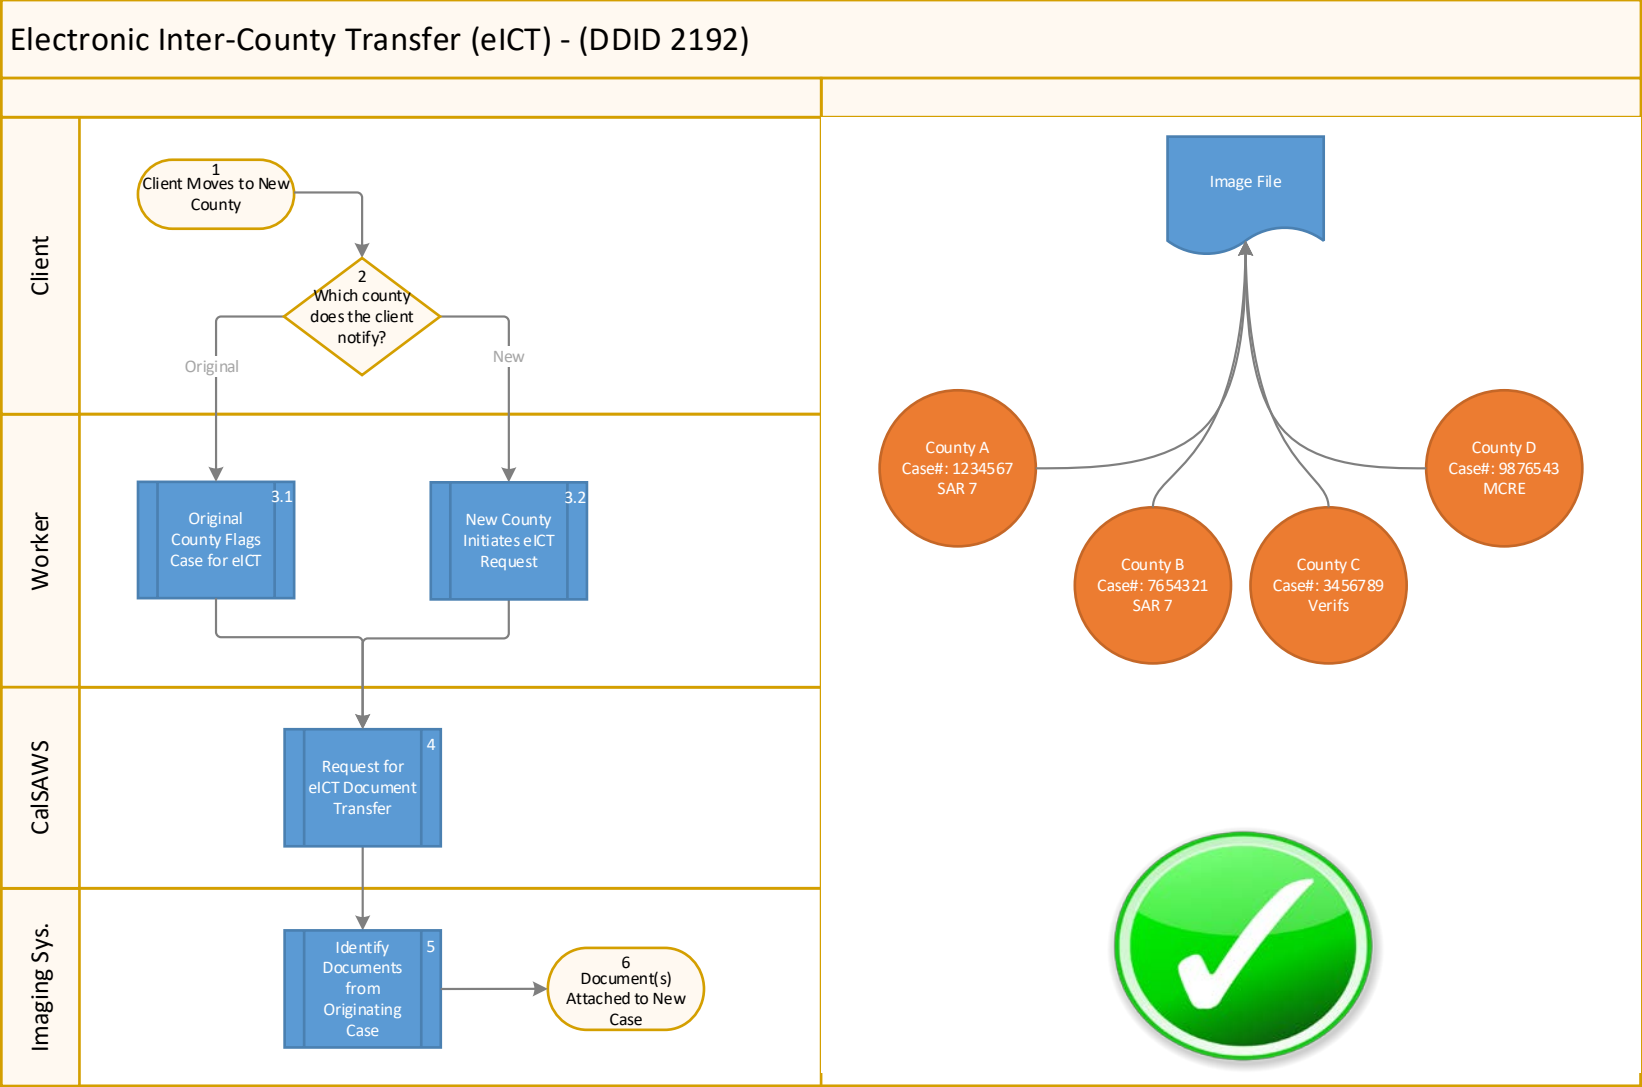 Electronic Inter-County Transfer (eICT) - (DDID 2192)
Client
1
Client Moves to New
County
2
Which county
does the client
notify?
Original
New
Worker
3.1
Original
County Flags
Case for eICT
3.2
New County
Initiates eICT
Request
CalSAWS
4
Request for
eICT Document
Transfer
Imaging Sys.
5
Identify
Documents
from
Originating
Case
6
Document(s)
Attached to New
Case
Image File
County A
Case#: 1234567
SAR 7
County B
Case#: 7654321
SAR 7
County C
Case#: 3456789
Verifs
County D
Case#: 9876543
MCRE